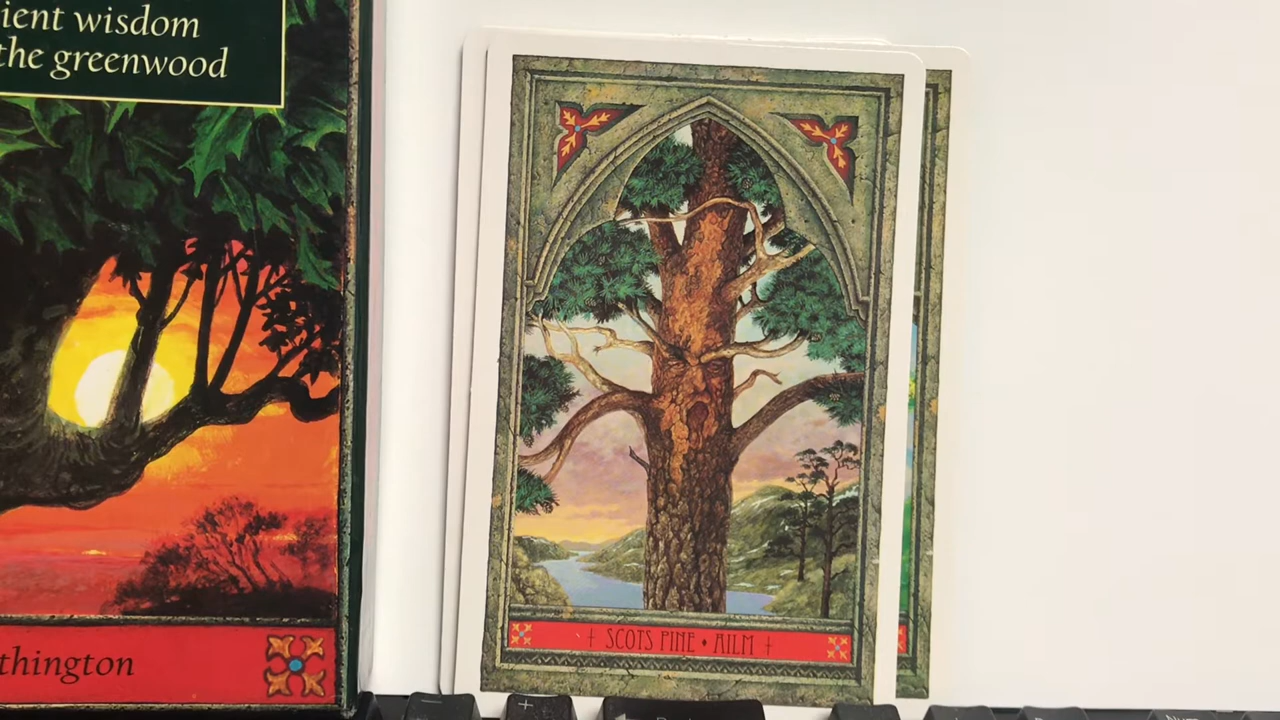 ient wisdom
the greenwood
thington
† SCOTS PINE • AILM †